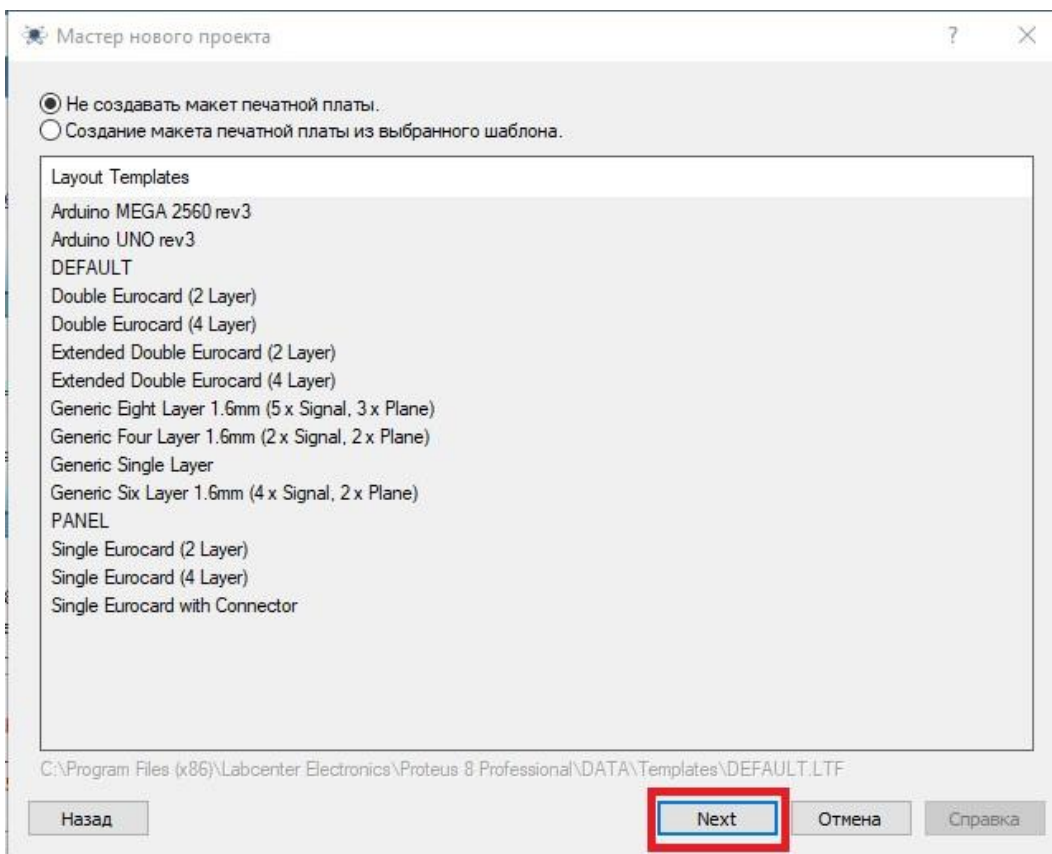 Мастер нового проекта
?
Не создавать макет печатной платы.
Создание макета печатной платы из выбранного шаблона.
Layout Templates
Arduino MEGA 2560 rev3
Arduino UNO rev3
DEFAULT
Double Eurocard (2 Layer)
Double Eurocard (4 Layer)
Extended Double Eurocard (2 Layer)
Extended Double Eurocard (4 Layer)
Generic Eight Layer 1.6mm (5 x Signal, 3 x Plane)
Generic Four Layer 1.6mm (2 x Signal, 2 x Plane)
Generic Single Layer
Generic Six Layer 1.6mm (4 x Signal, 2 x Plane)
PANEL
Single Eurocard (2 Layer)
Single Eurocard (4 Layer)
Single Eurocard with Connector
C:\Program Files (x86)\Labcenter Electronics\Proteus 8 Professional\DATA\Templates\DEFAULT.LTF
Назад Next Отмена Справка